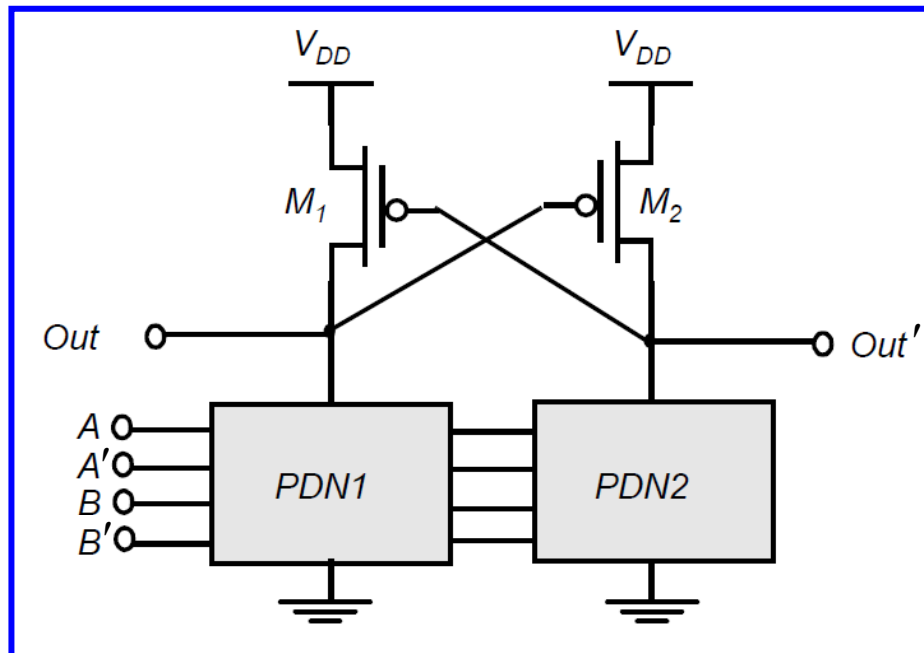 V_DD V_DD
M_1 M_2
Out Out'
A
A'
B
B'
PDN1 PDN2